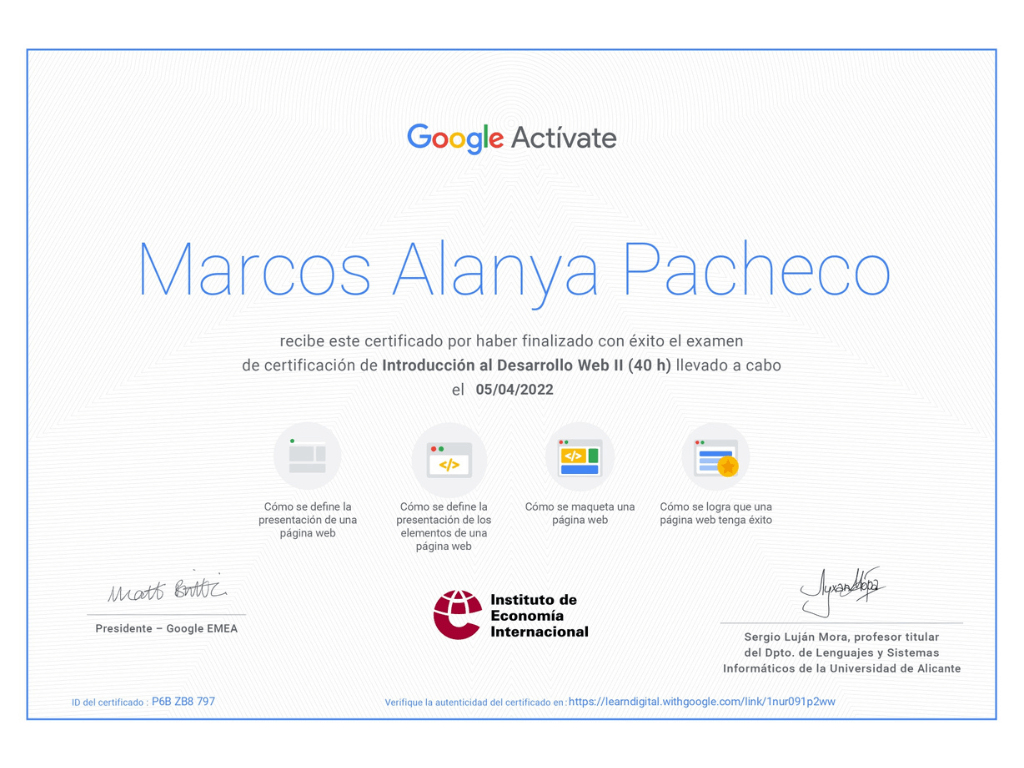 Google Actívate
Marcos Alanya Pacheco
recibe este certificado por haber finalizado con éxito el examen
de certificación de Introducción al Desarrollo Web II (40 h) llevado a cabo
el 05/04/2022
</>
</>
Cómo se define la
presentación de una
página web
Cómo se define la
presentación de los
elementos de una
página web
Cómo se maqueta una
página web
Cómo se logra que una
página web tenga éxito
Presidente – Google EMEA
Instituto de
Economía
Internacional
Sergio Luján Mora, profesor titular
del Dpto. de Lenguajes y Sistemas
Informáticos de la Universidad de Alicante
ID del certificado : P6B ZB8 797
Verifique la autenticidad del certificado en: https://learndigital.withgoogle.com/link/1nur091p2ww